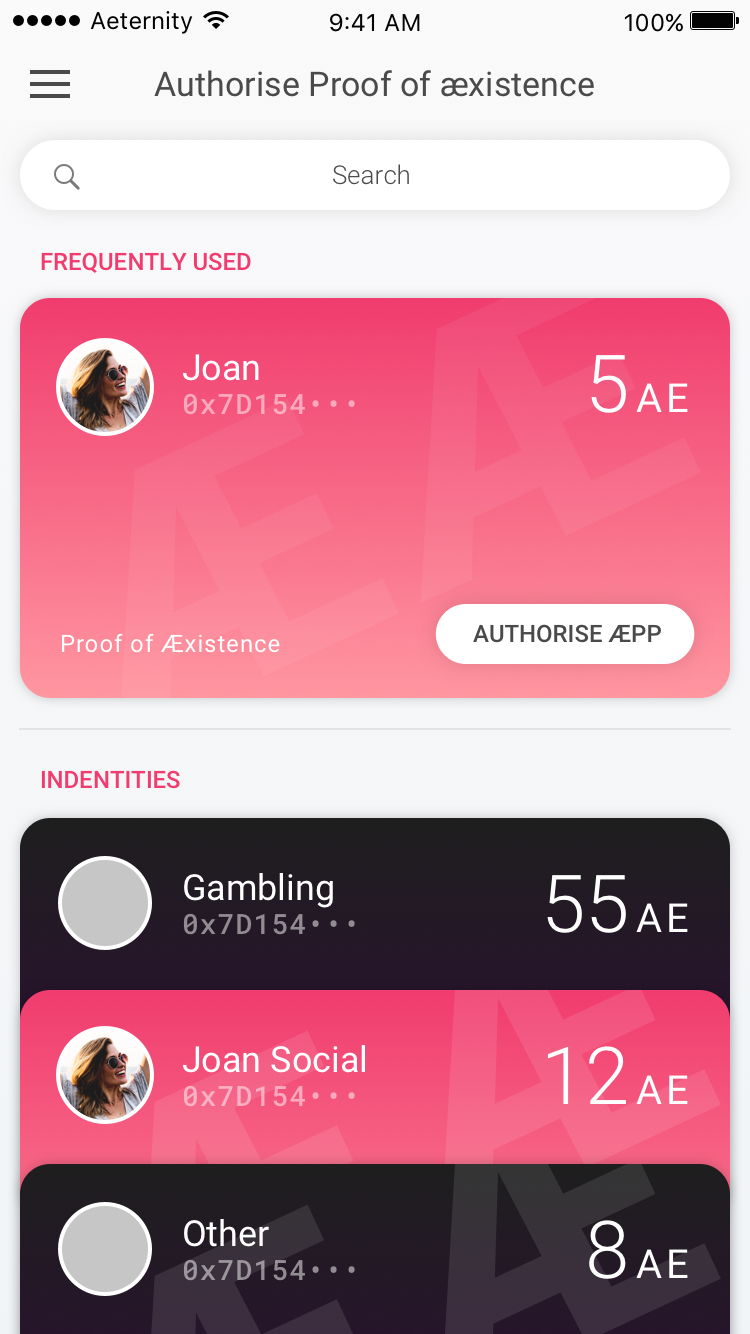 Aeternity 9:41 AM 100%
Authorise Proof of æxistence
Search
FREQUENTLY USED
Joan
5 AE
0x7D154•••
Proof of Æxistence
AUTHORISE ÆPP
INDENTITIES
Gambling
55 AE
0x7D154•••
Joan Social
12 AE
0x7D154•••
Other
8 AE
0x7D154•••